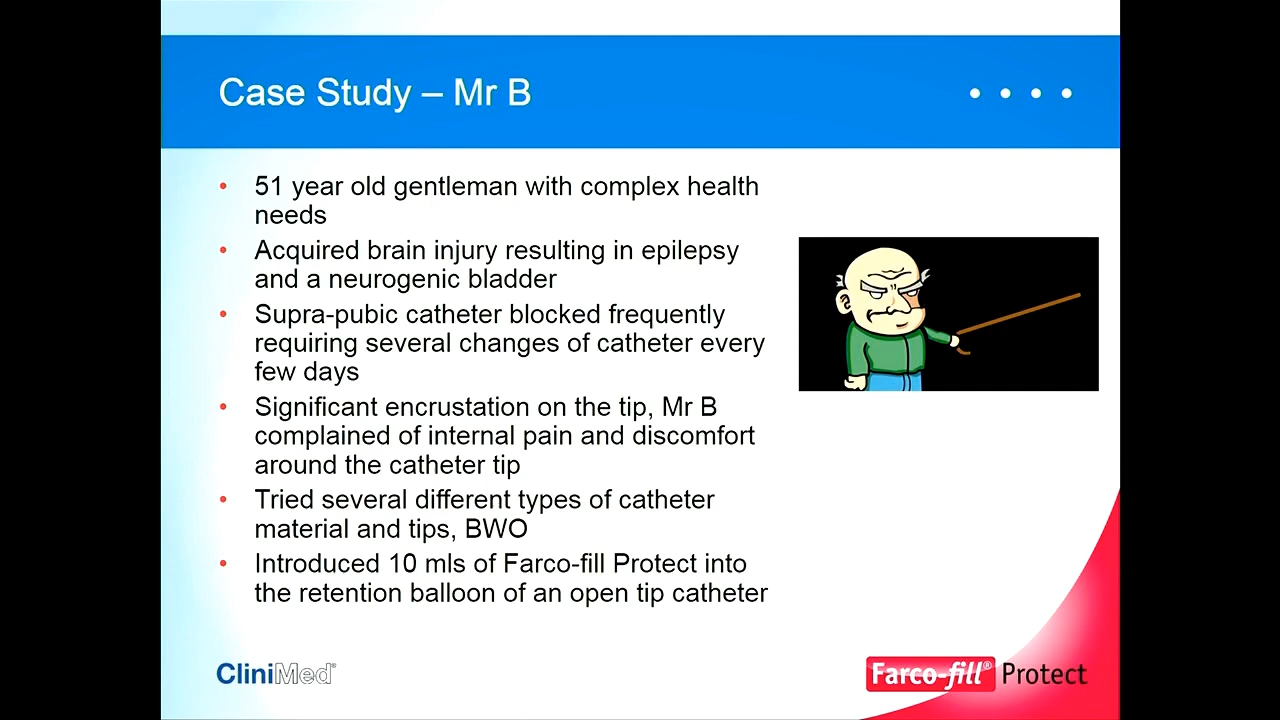 Case Study – Mr B
• 51 year old gentleman with complex health
needs
• Acquired brain injury resulting in epilepsy
and a neurogenic bladder
• Supra-pubic catheter blocked frequently
requiring several changes of catheter every
few days
• Significant encrustation on the tip, Mr B
complained of internal pain and discomfort
around the catheter tip
• Tried several different types of catheter
material and tips, BWO
• Introduced 10 mls of Farco-fill Protect into
the retention balloon of an open tip catheter
CliniMed®
Farco-fill® Protect